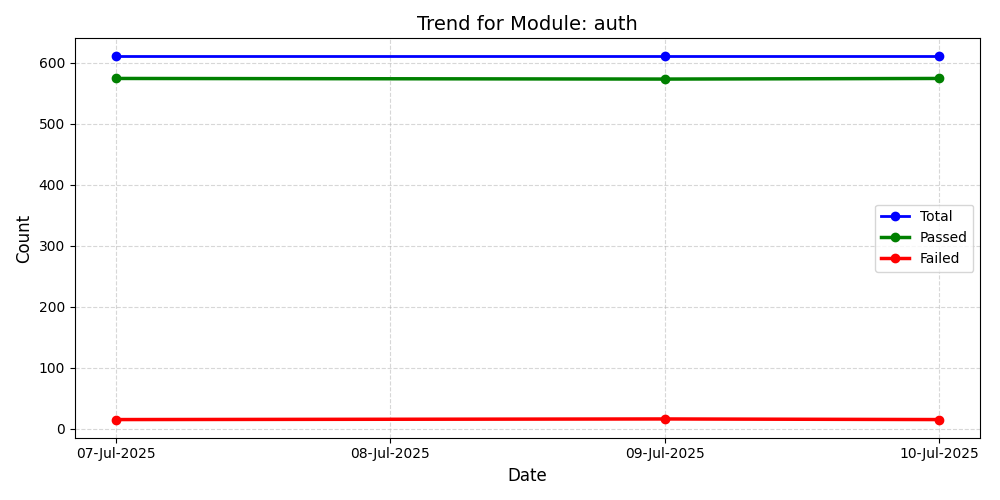 Trend for Module: auth
600
500
400
300
200
100
0
Count
Total
Passed
Failed
07-Jul-2025 08-Jul-2025 09-Jul-2025 10-Jul-2025
Date